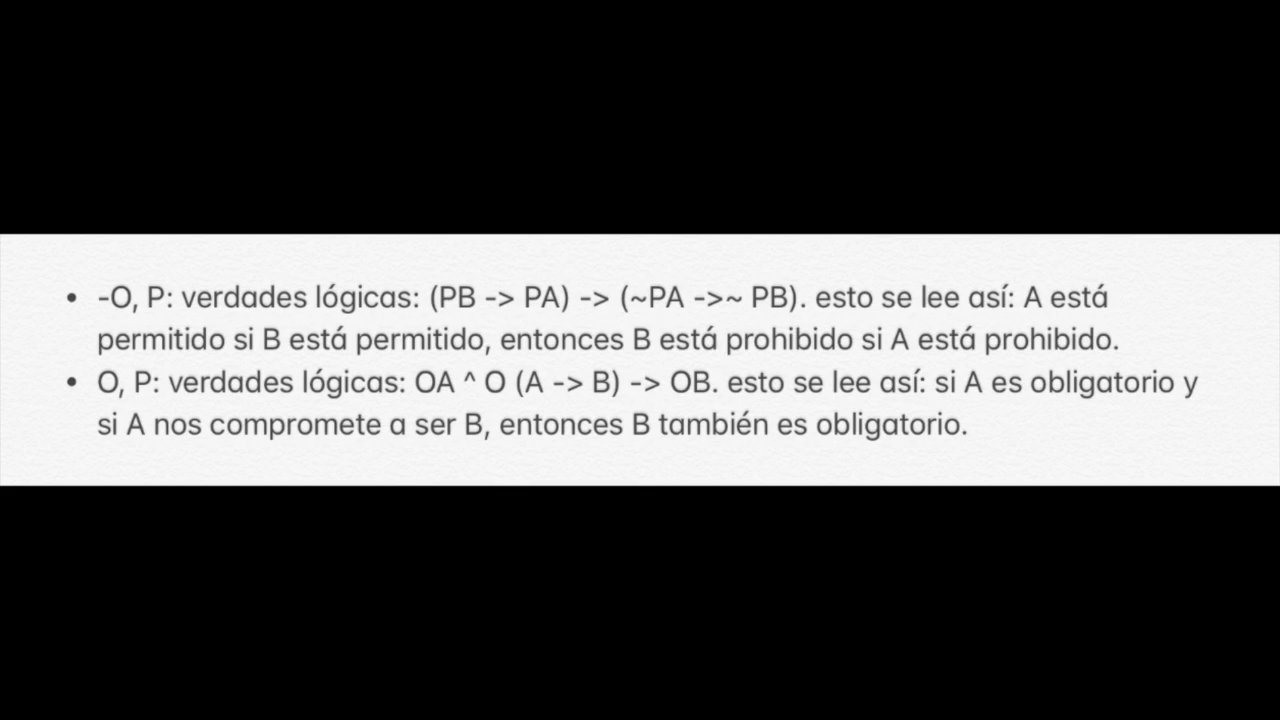 • -O, P: verdades lógicas: (PB -> PA) -> (~PA ->~ PB). esto se lee así: A está
permitido si B está permitido, entonces B está prohibido si A está prohibido.
• O, P: verdades lógicas: OA ^ O (A -> B) -> OB. esto se lee así: si A es obligatorio y
si A nos compromete a ser B, entonces B también es obligatorio.